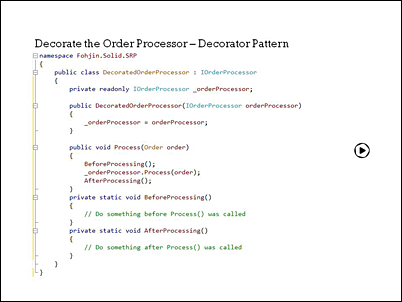 Decorate the Order Processor – Decorator Pattern
namespace Fohjin.Solid.SRP
{
    public class DecoratedOrderProcessor : IOrderProcessor
    {
        private readonly IOrderProcessor _orderProcessor;

        public DecoratedOrderProcessor(IOrderProcessor orderProcessor)
        {
            _orderProcessor = orderProcessor;
        }

        public void Process(Order order)
        {
            BeforeProcessing();
            _orderProcessor.Process(order);
            AfterProcessing();
        }
        private static void BeforeProcessing()
        {
            // Do something before Process() was called
        }
        private static void AfterProcessing()
        {
            // Do something after Process() was called
        }
    }
}